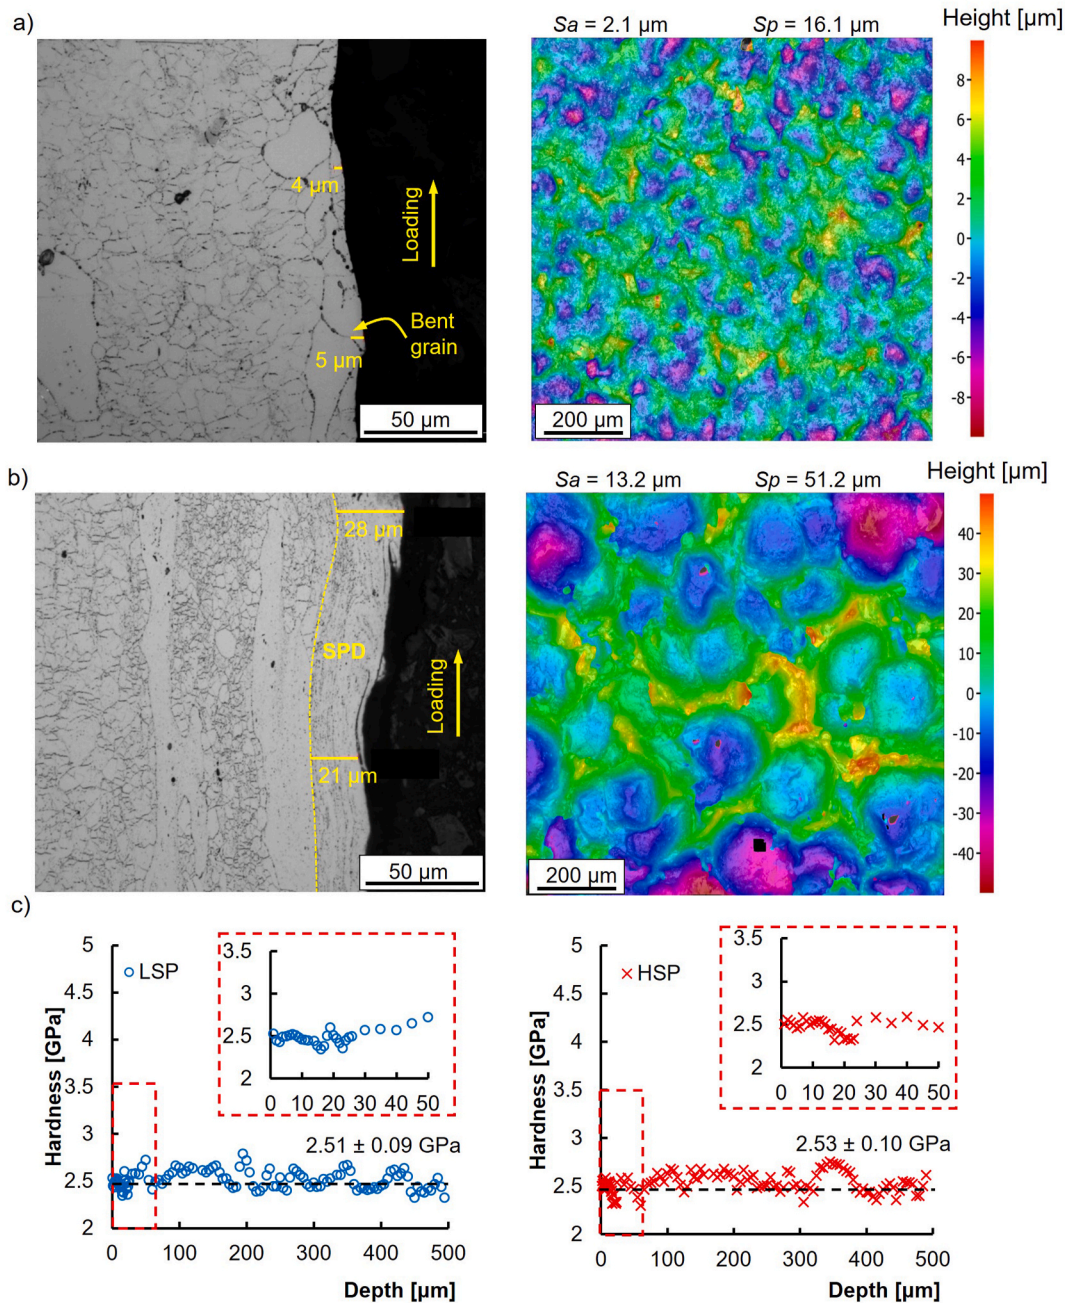 a)
Sa = 2.1 µm
Sp = 16.1 µm
Height [µm]
4 µm
Loading
Bent
grain
5 µm
50 µm
200 µm
8
6
4
2
0
-2
-4
-6
-8
b)
Sa = 13.2 µm
Sp = 51.2 µm
Height [µm]
28 µm
SPD
Loading
21 µm
50 µm
200 µm
40
30
20
10
0
-10
-20
-30
-40
c)
Hardness [GPa]
5
4.5
4
3.5
3
2.5
2
LSP
3.5
3
2.5
2
0 10 20 30 40 50
2.51 ± 0.09 GPa
0 100 200 300 400 500
Depth [µm]
Hardness [GPa]
5
4.5
4
3.5
3
2.5
2
HSP
3.5
3
2.5
2
0 10 20 30 40 50
2.53 ± 0.10 GPa
0 100 200 300 400 500
Depth [µm]